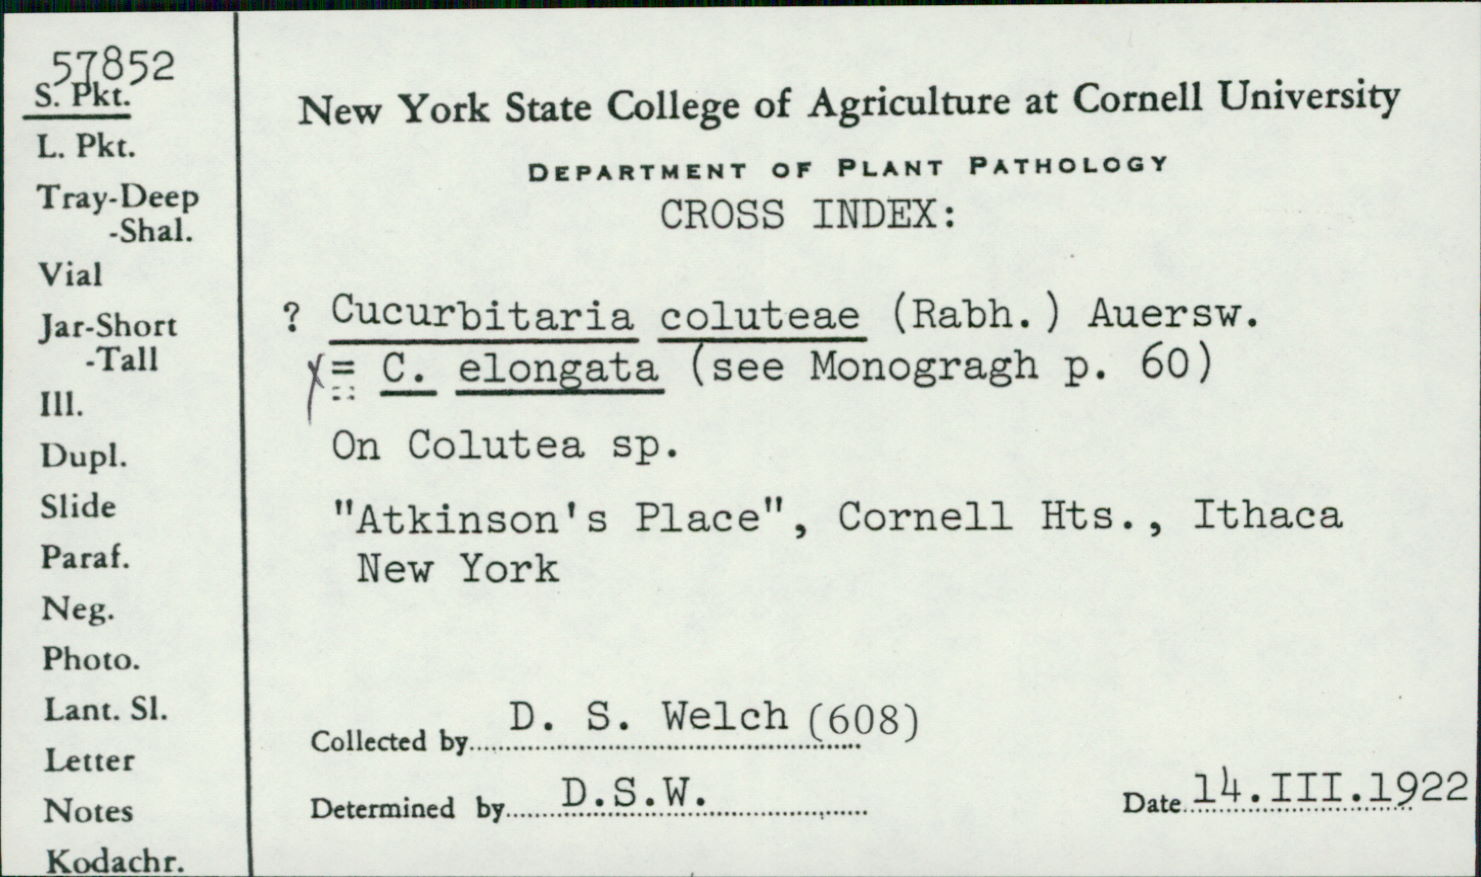 57852
S. Pkt.
L. Pkt.
Tray-Deep
-Shal.
Vial
Jar-Short
-Tall
Ill.
Dupl.
Slide
Paraf.
Neg.
Photo.
Lant. Sl.
Letter
Notes
Kodachr.
New York State College of Agriculture at Cornell University
DEPARTMENT OF PLANT PATHOLOGY
CROSS INDEX:
? Cucurbitaria coluteae (Rabh.) Auersw.
= C. elongata (see Monogragh p. 60)
On Colutea sp.
"Atkinson's Place", Cornell Hts., Ithaca
New York
Collected by D. S. Welch (608)
Determined by D.S.W.
Date 14.III.1922